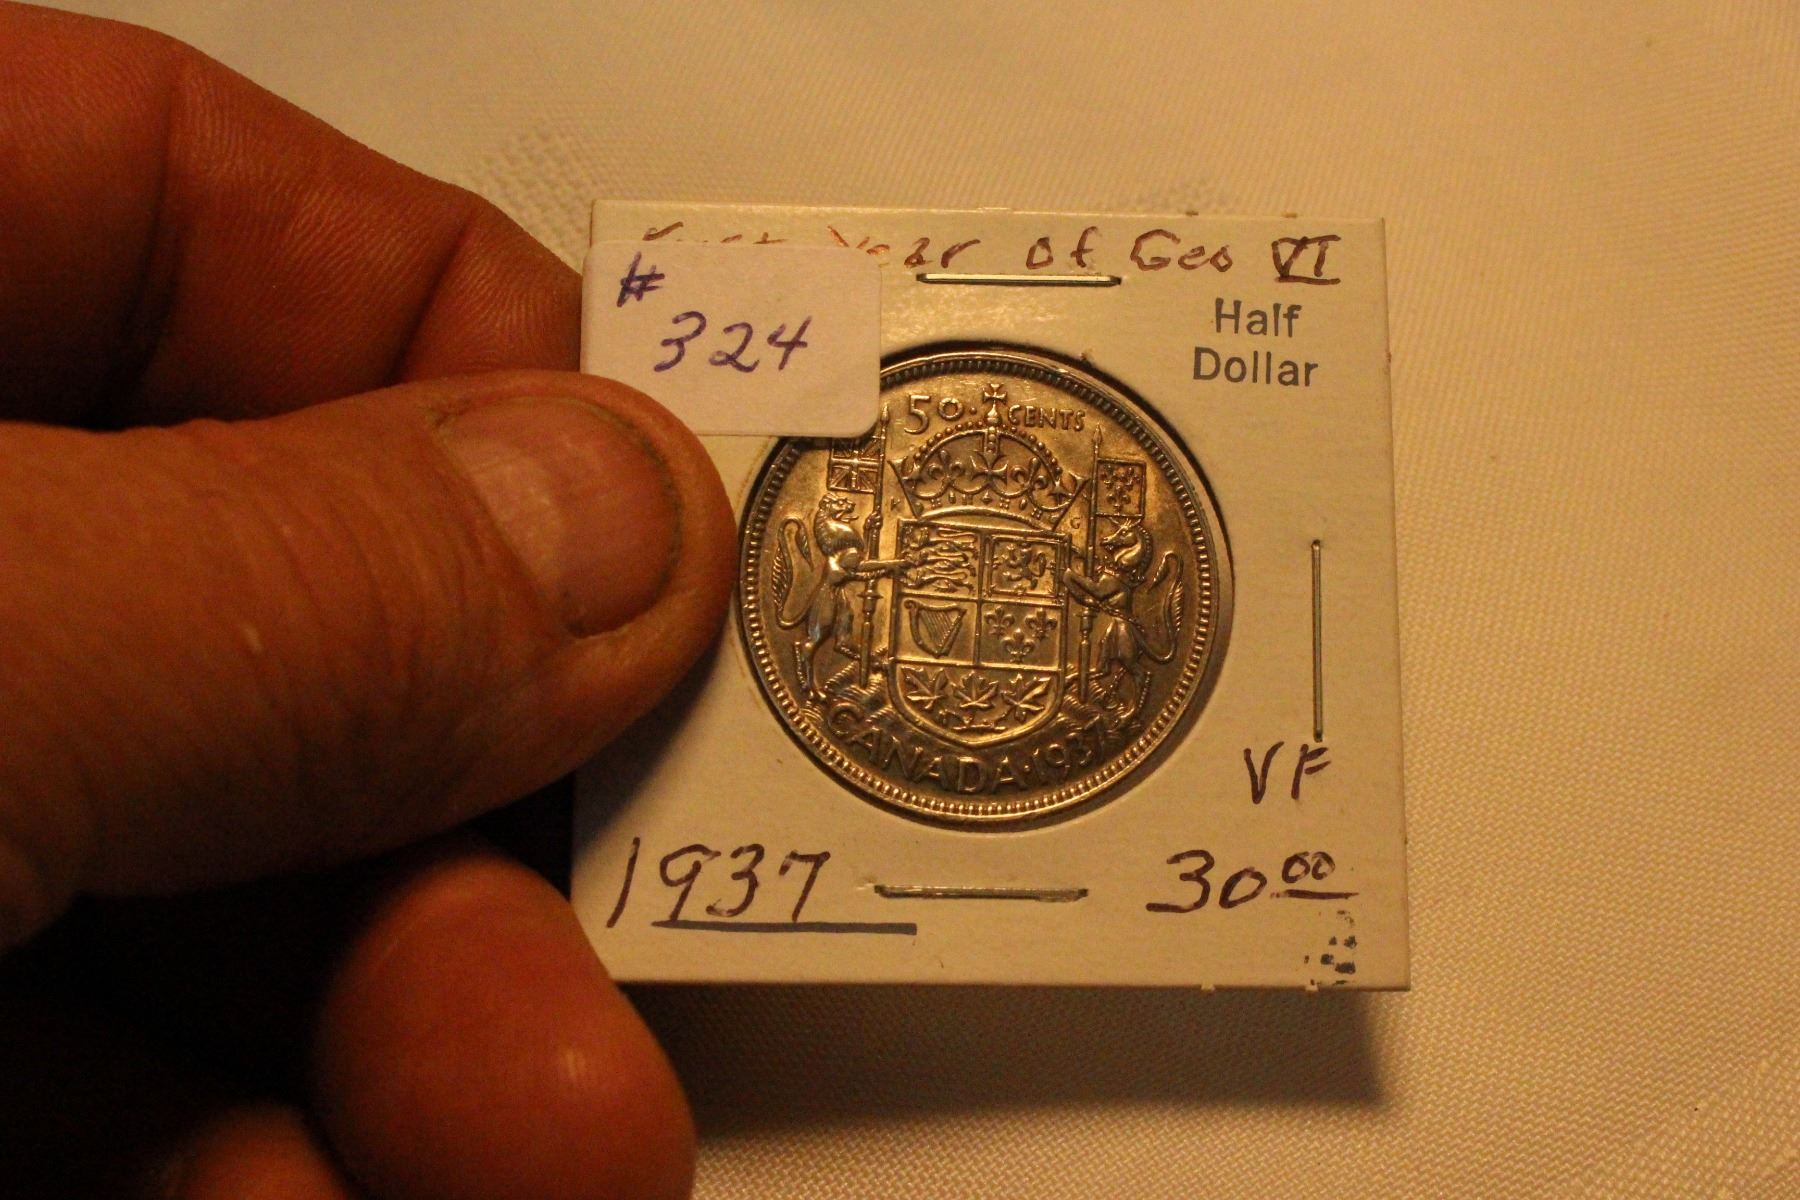 Year of Geo VI
# 324
Half
Dollar
50 · CENTS
K G
CANADA · 1937
VF
1937
30 00